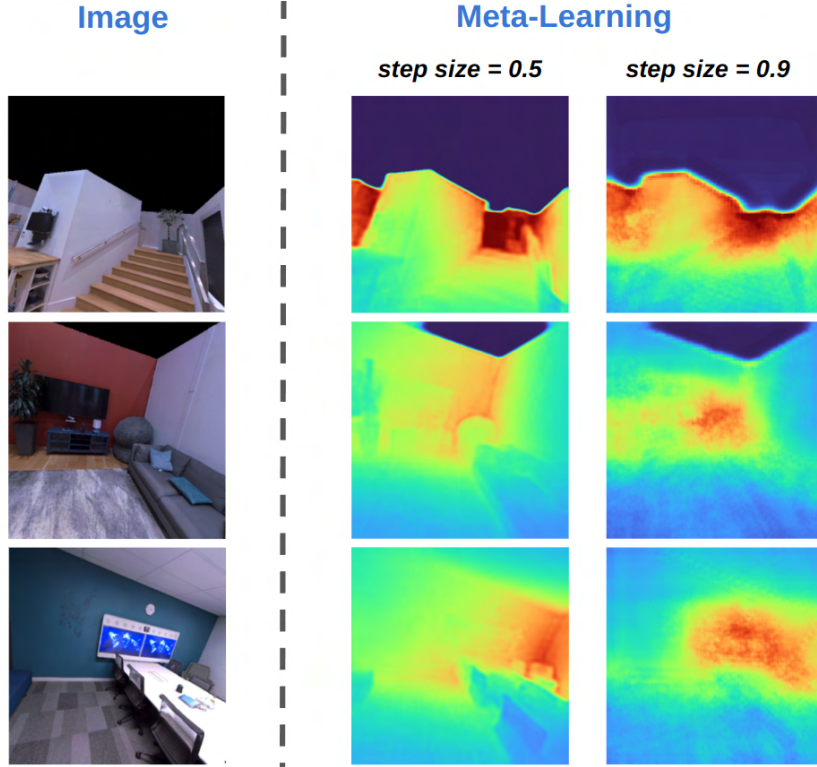 Image
Meta-Learning
step size = 0.5
step size = 0.9